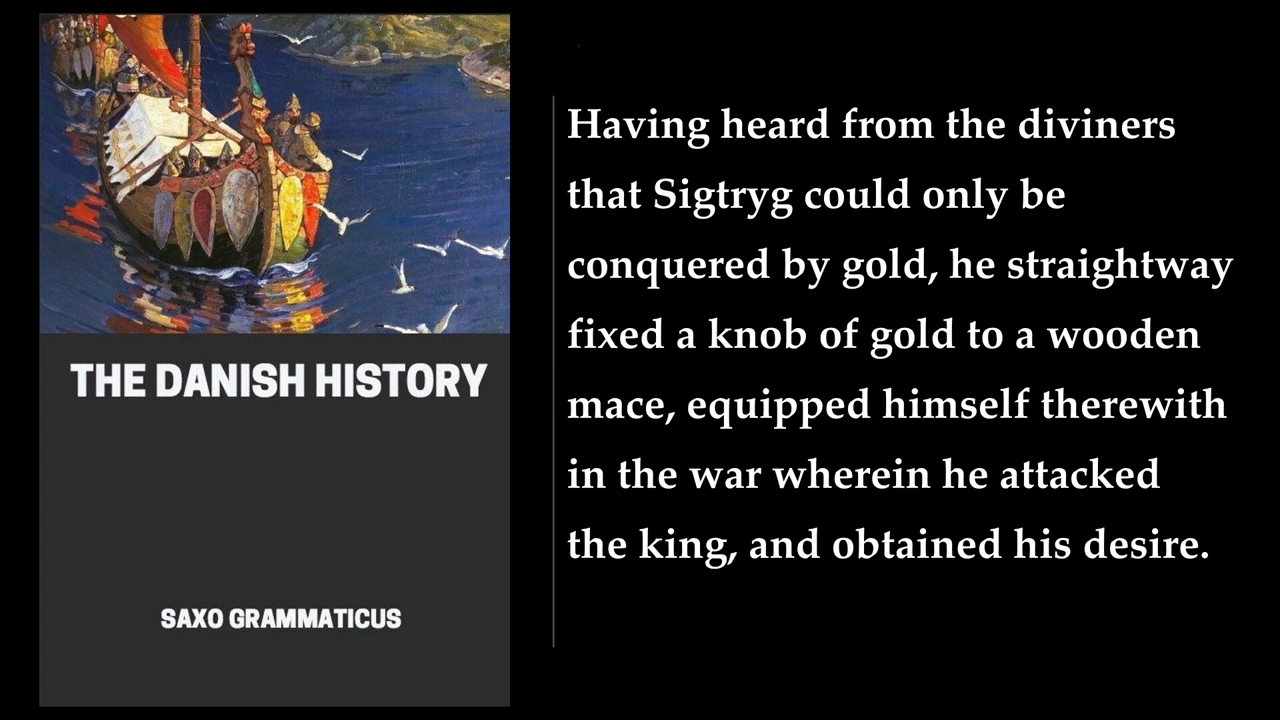 THE DANISH HISTORY
SAXO GRAMMATICUS
Having heard from the diviners
that Sigtryg could only be
conquered by gold, he straightway
fixed a knob of gold to a wooden
mace, equipped himself therewith
in the war wherein he attacked
the king, and obtained his desire.